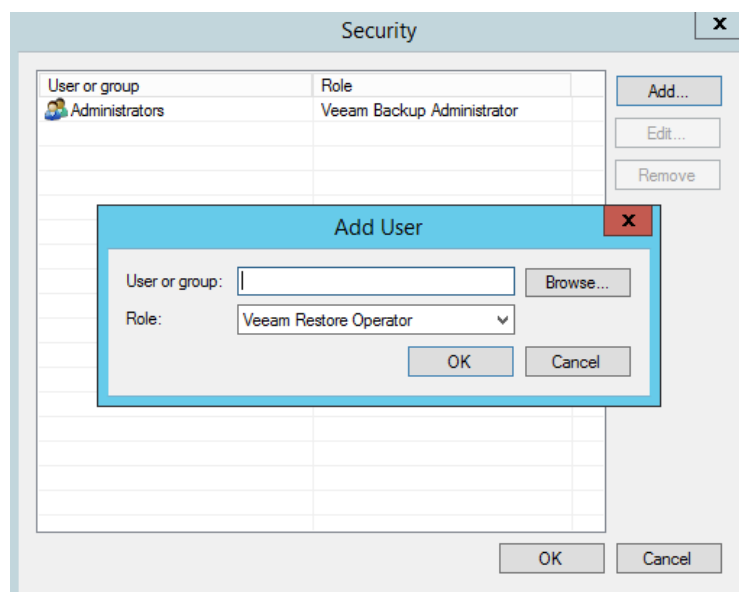 Security
x
User or group Role
Administrators Veeam Backup Administrator
Add...
Edit...
Remove
Add User
x
User or group: Browse...
Role: Veeam Restore Operator
OK Cancel
OK Cancel